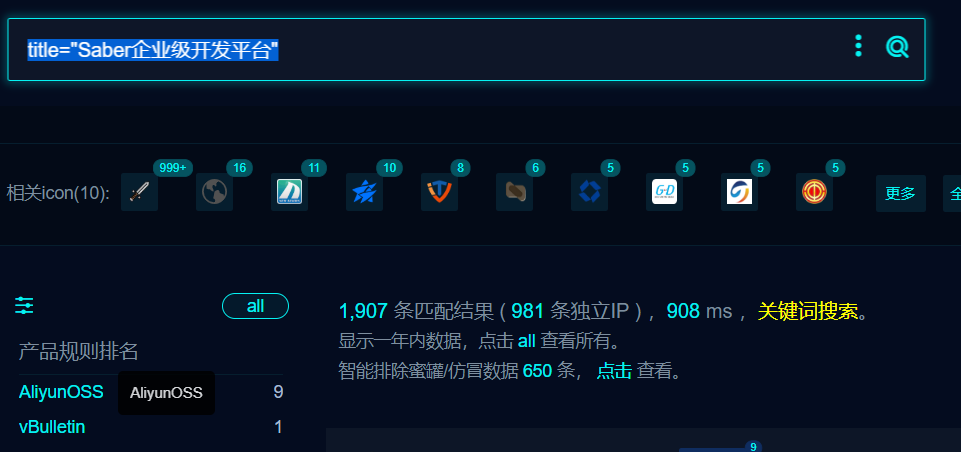 title="Saber企业级开发平台"
999+ 16 11 10 8 6 5 5 5 5
相关icon(10): 更多
all
1,907 条匹配结果 ( 981 条独立IP ) ，908 ms ，关键词搜索。
显示一年内数据，点击 all 查看所有。
产品规则排名
智能排除蜜罐/仿冒数据 650 条， 点击 查看。
AliyunOSS AliyunOSS 9
vBulletin 1
9